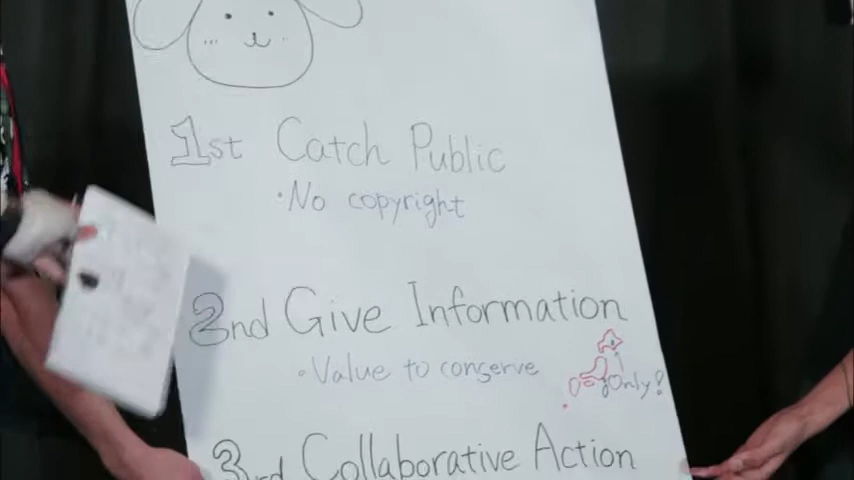 1st Catch Public
·No copyright
2nd Give Information
·Value to conserve
Only?
3rd Collaborative Action